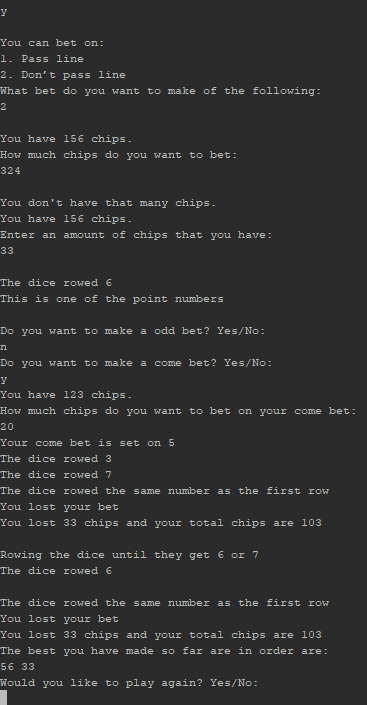 y
You can bet on:
1. Pass line
2. Don’t pass line
What bet do you want to make of the following:
2
You have 156 chips.
How much chips do you want to bet:
324
You don't have that many chips.
You have 156 chips.
Enter an amount of chips that you have:
33
The dice rowed 6
This is one of the point numbers
Do you want to make a odd bet? Yes/No:
n
Do you want to make a come bet? Yes/No:
y
You have 123 chips.
How much chips do you want to bet on your come bet:
20
Your come bet is set on 5
The dice rowed 3
The dice rowed 7
The dice rowed the same number as the first row
You lost your bet
You lost 33 chips and your total chips are 103
Rowing the dice until they get 6 or 7
The dice rowed 6
The dice rowed the same number as the first row
You lost your bet
You lost 33 chips and your total chips are 103
The best you have made so far are in order are:
56 33
Would you like to play again? Yes/No: